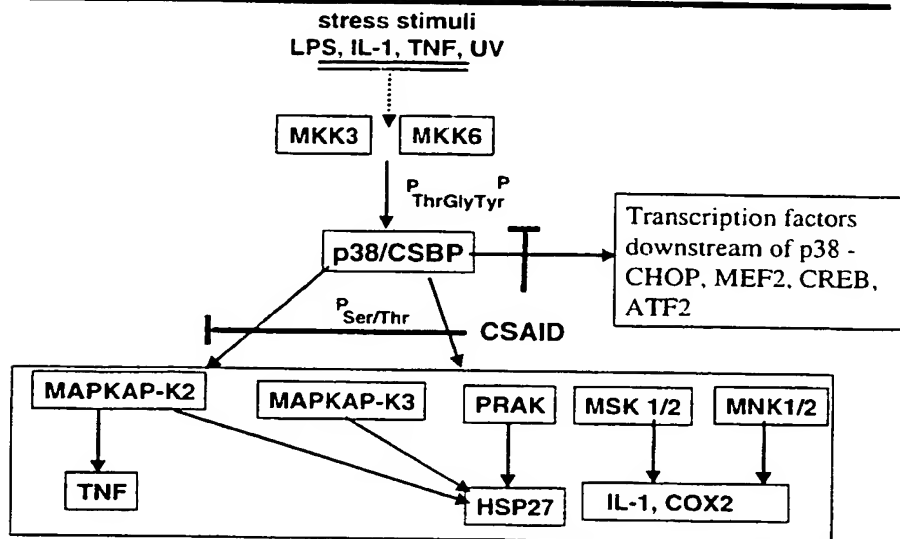 stress stimuli
LPS, IL-1, TNF, UV
MKK3
MKK6
P P
ThrGlyTyr
p38/CSBP
Transcription factors
downstream of p38 -
CHOP, MEF2, CREB,
ATF2
P
Ser/Thr
CSAID
MAPKAP-K2
MAPKAP-K3
PRAK
MSK 1/2
MNK1/2
TNF
HSP27
IL-1, COX2